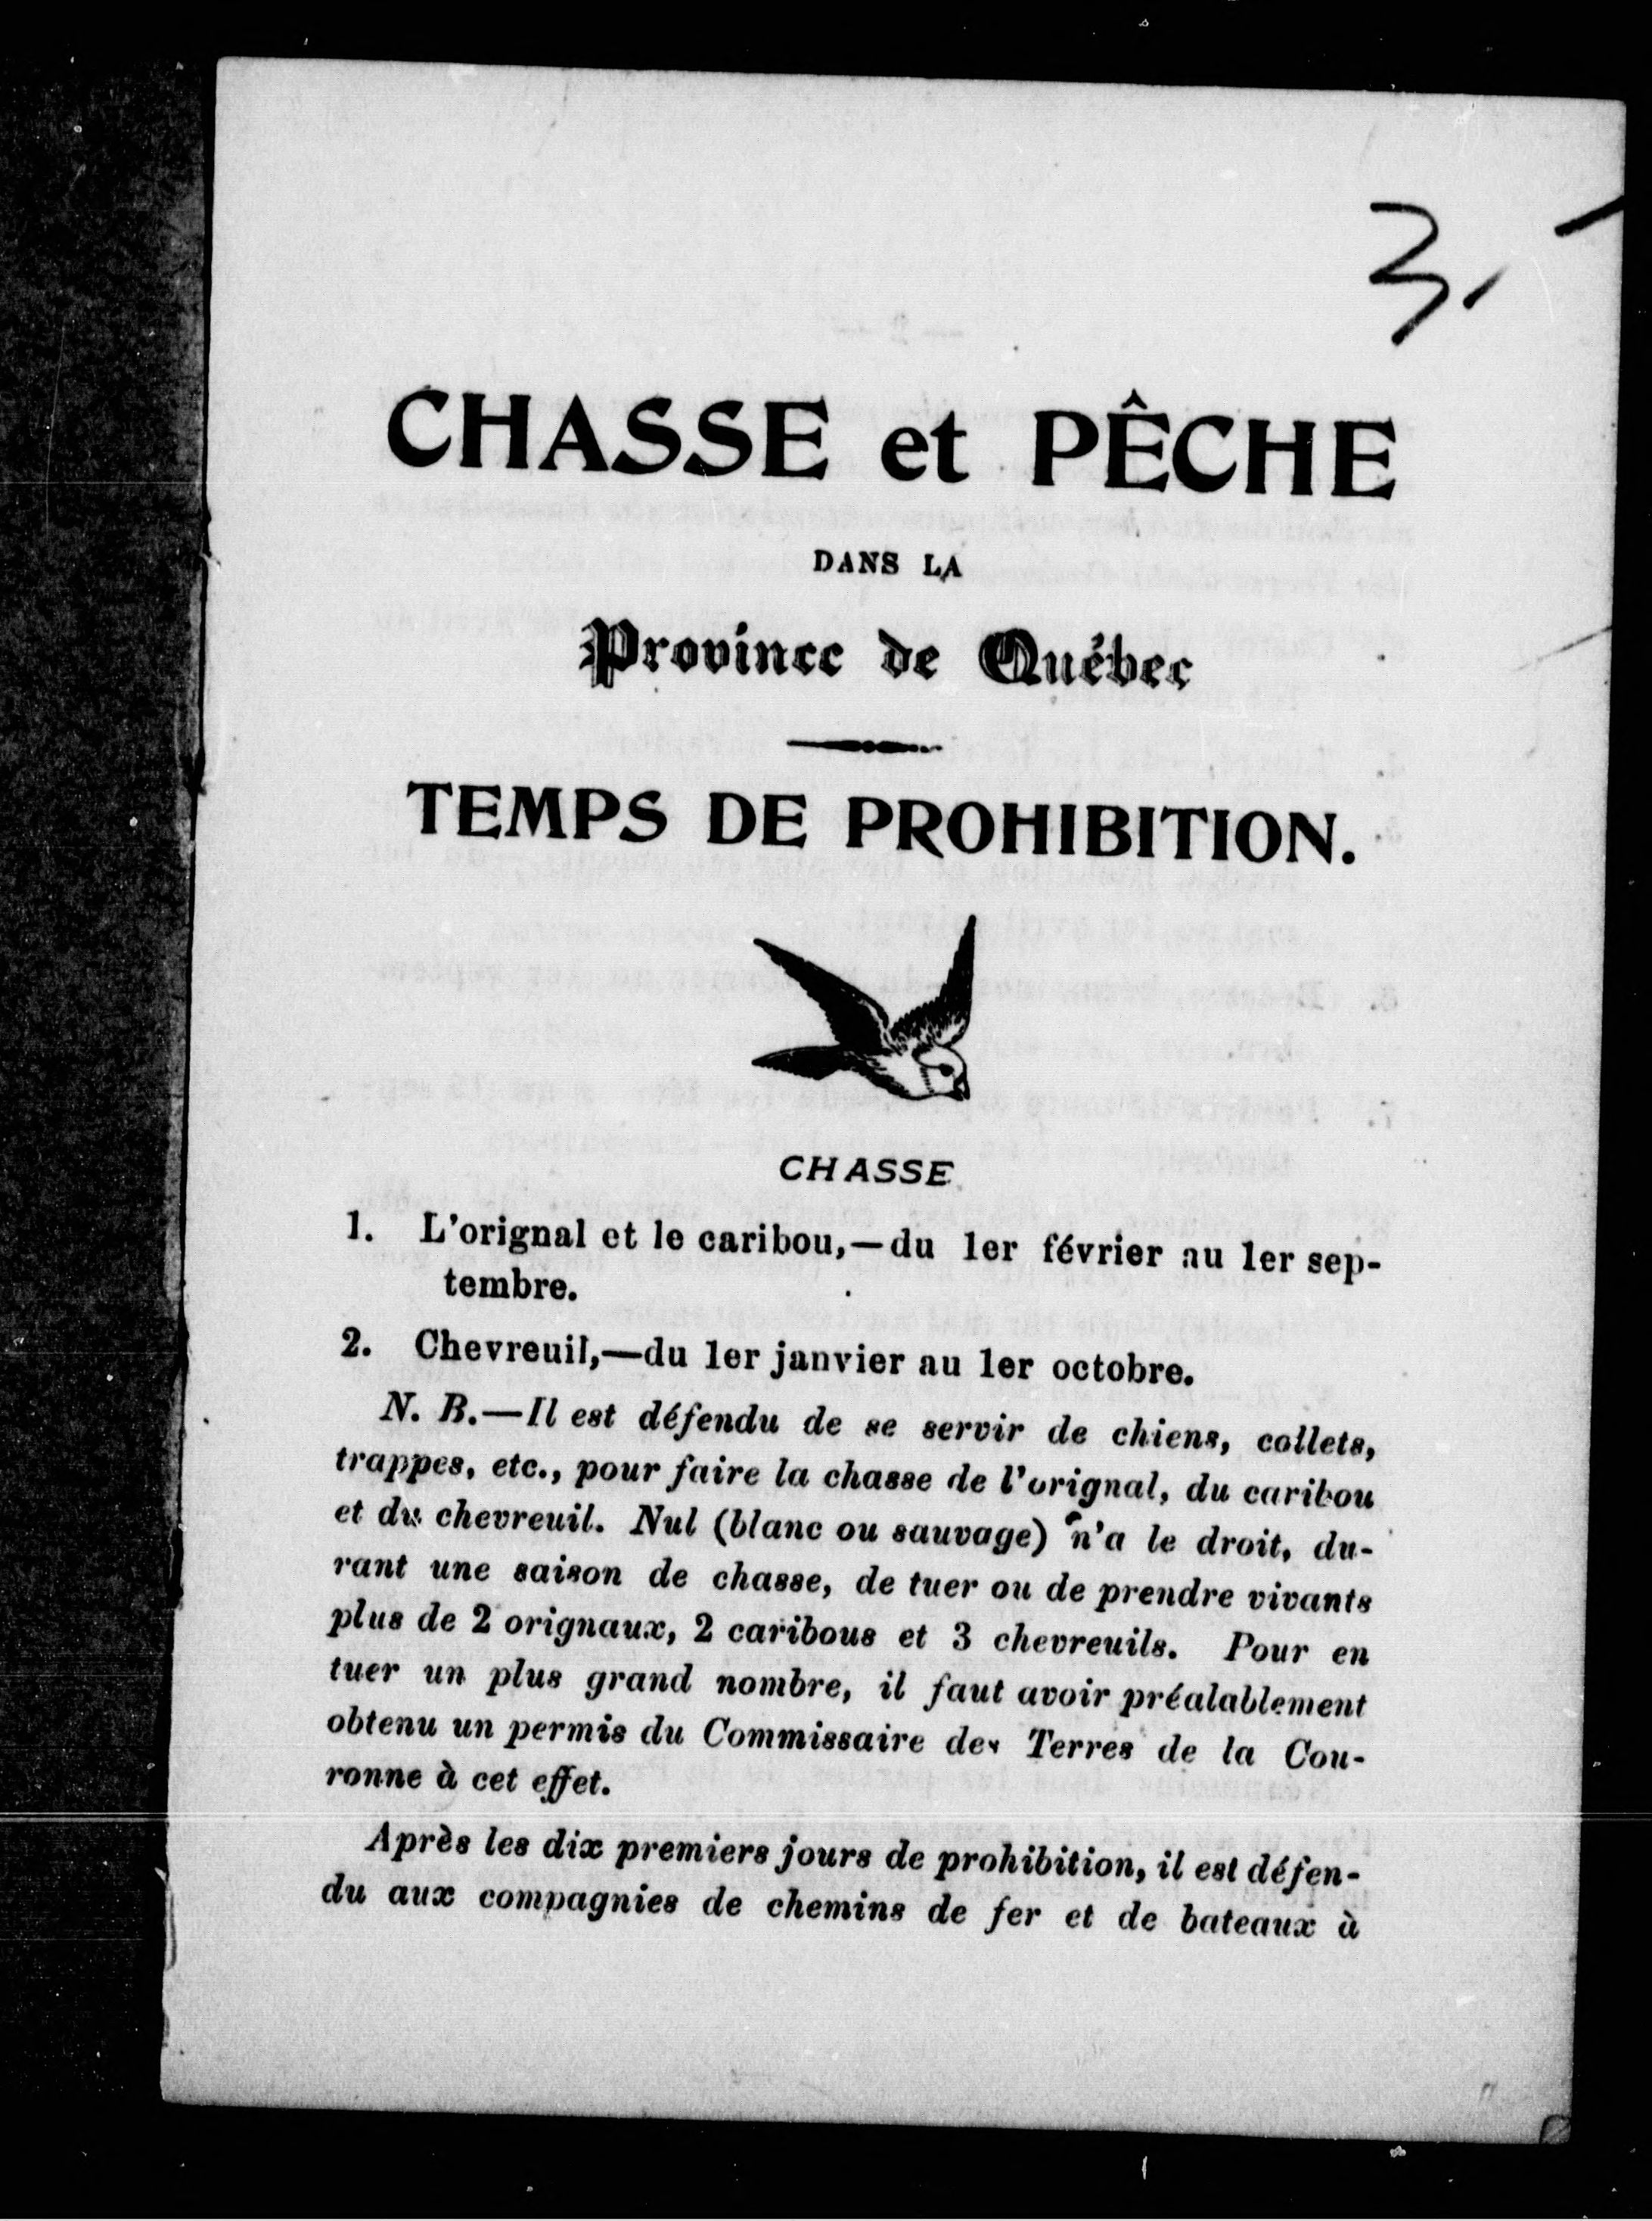 3,
CHASSE et PÊCHE
DANS LA
Province de Québec
TEMPS DE PROHIBITION.
CHASSE
1. L'orignal et le caribou,—du 1er février au 1er sep-
tembre.
2. Chevreuil,—du 1er janvier au 1er octobre.
N. B.—Il est défendu de se servir de chiens, collets,
trappes, etc., pour faire la chasse de l'orignal, du caribou
et du chevreuil. Nul (blanc ou sauvage) n'a le droit, du-
rant une saison de chasse, de tuer ou de prendre vivants
plus de 2 orignaux, 2 caribous et 3 chevreuils. Pour en
tuer un plus grand nombre, il faut avoir préalablement
obtenu un permis du Commissaire des Terres de la Cou-
ronne à cet effet.
Après les dix premiers jours de prohibition, il est défen-
du aux compagnies de chemins de fer et de bateaux à